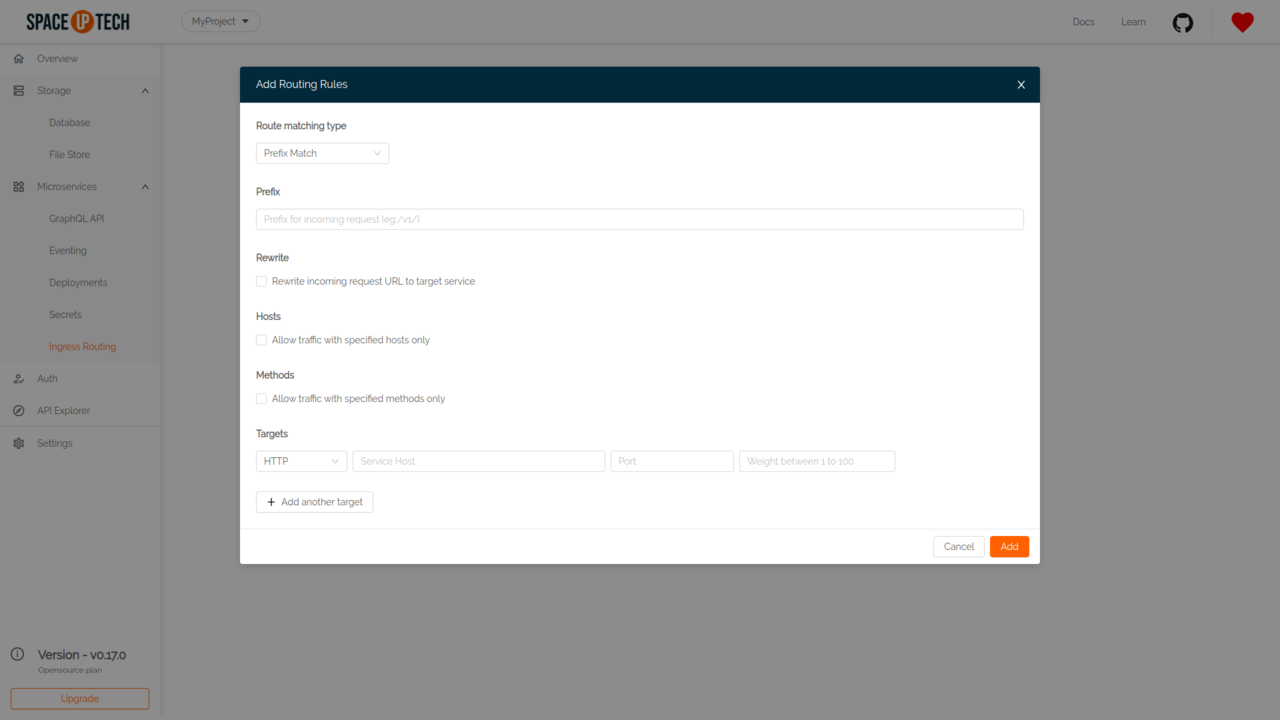 SPACE UP TECH
MyProject
Docs
Learn
Overview
Storage
Database
File Store
Microservices
GraphQL API
Eventing
Deployments
Secrets
Ingress Routing
Auth
API Explorer
Settings
Version - v0.17.0
Opensource plan
Upgrade
Add Routing Rules
Route matching type
Prefix Match
Prefix
Prefix for incoming request (eg:/v1/)
Rewrite
Rewrite incoming request URL to target service
Hosts
Allow traffic with specified hosts only
Methods
Allow traffic with specified methods only
Targets
HTTP Service Host Port Weight between 1 to 100
+ Add another target
Cancel Add